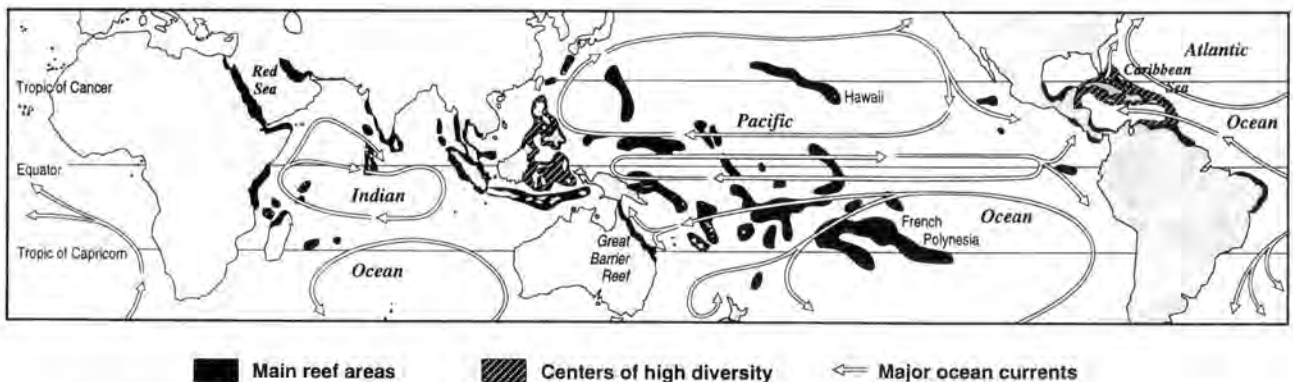 Atlantic
Red
Sea
Caribbean
Sea
Tropic of Cancer
Hawaii
Pacific
Ocean
Equator
Indian
Ocean
French
Polynesia
Great
Barrier
Reef
Tropic of Capricorn
Ocean
Main reef areas
Centers of high diversity
Major ocean currents